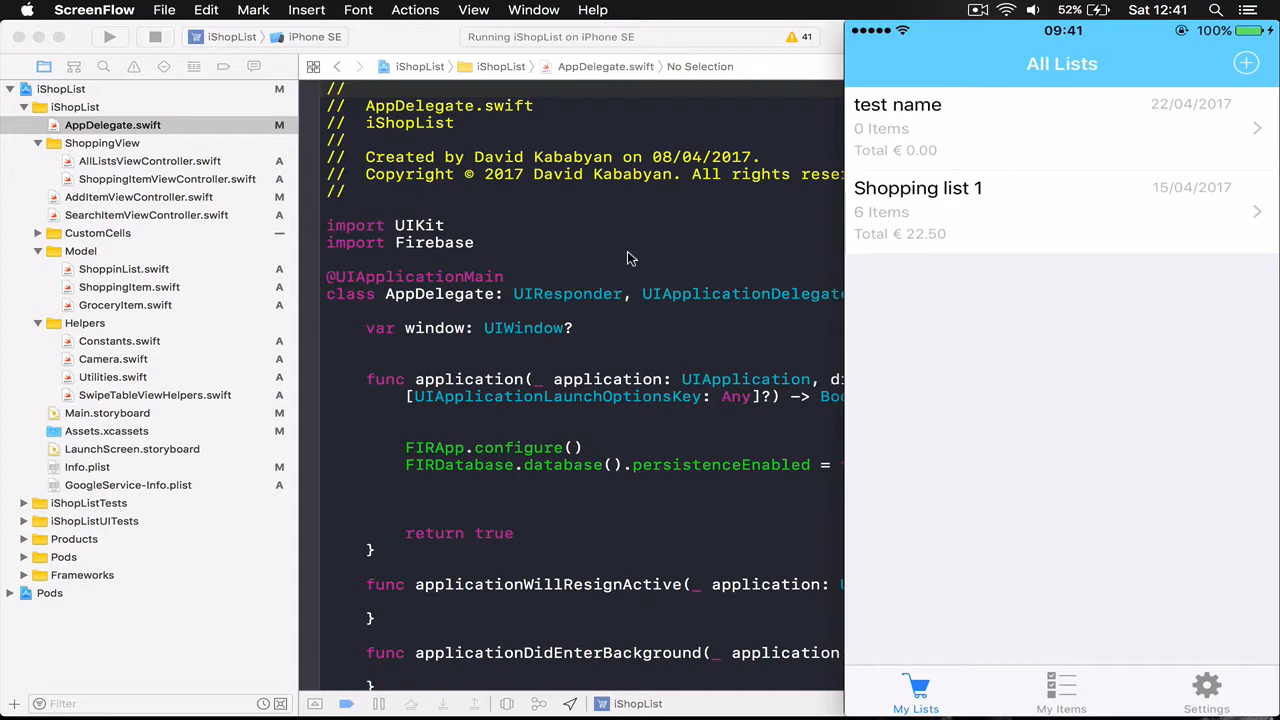 ScreenFlow File Edit Mark Insert Font Actions Actions View Window Help 52% Sat 12:41
iShopList iPhone SE Running iShopList on iPhone SE 41
iShopList iShopList AppDelegate.swift No Selection
iShopList M
iShopList
AppDelegate.swift M
ShoppingView
AllListsViewController.swift A
ShoppingItemViewController.swift A
AddItemViewController.swift A
SearchItemViewController.swift A
CustomCells
Model
ShoppinList.swift A
ShoppingItem.swift A
GroceryItem.swift A
Helpers
Constants.swift A
Camera.swift A
Utilities.swift A
SwipeTableViewHelpers.swift A
Main.storyboard M
Assets.xcassets M
LaunchScreen.storyboard
Info.plist M
GoogleService-Info.plist A
iShopListTests
iShopListUITests
Products
Pods
Frameworks
Pods
Filter
//
// AppDelegate.swift
// iShopList
//
// Created by David Kababyan on 08/04/2017.
// Copyright © 2017 David Kababyan. All rights rese
//
import UIKit
import Firebase
@UIApplicationMain
class AppDelegate: UIResponder, UIApplicationDelegate
var window: UIWindow?
func application(_ application: UIApplication, di
[UIApplicationLaunchOptionsKey: Any]?) -> Boo
FIRApp.configure()
FIRDatabase.database().persistenceEnabled =
return true
}
func applicationWillResignActive(_ application: U
}
func applicationDidEnterBackground(_ application
}
iShopList
09:41 100%
All Lists
test name 22/04/2017
0 Items
Total € 0.00
Shopping list 1 15/04/2017
6 Items
Total € 22.50
My Lists My Items Settings